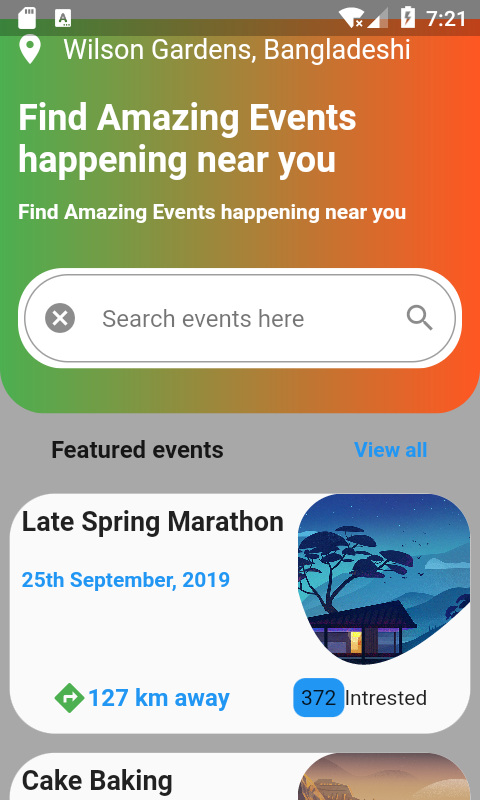 A
7:21
Wilson Gardens, Bangladeshi
Find Amazing Events
happening near you
Find Amazing Events happening near you
Search events here
Featured events
View all
Late Spring Marathon
25th September, 2019
127 km away
372 Intrested
Cake Baking